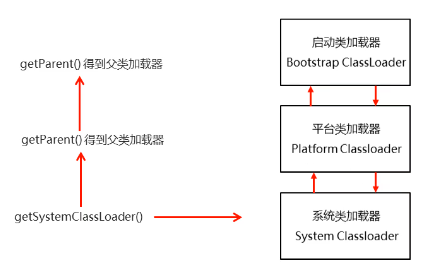 启动类加载器
Bootstrap ClassLoader
getParent()得到父类加载器
平台类加载器
Platform Classloader
getParent()得到父类加载器
系统类加载器
System Classloader
getSystemClassLoader()